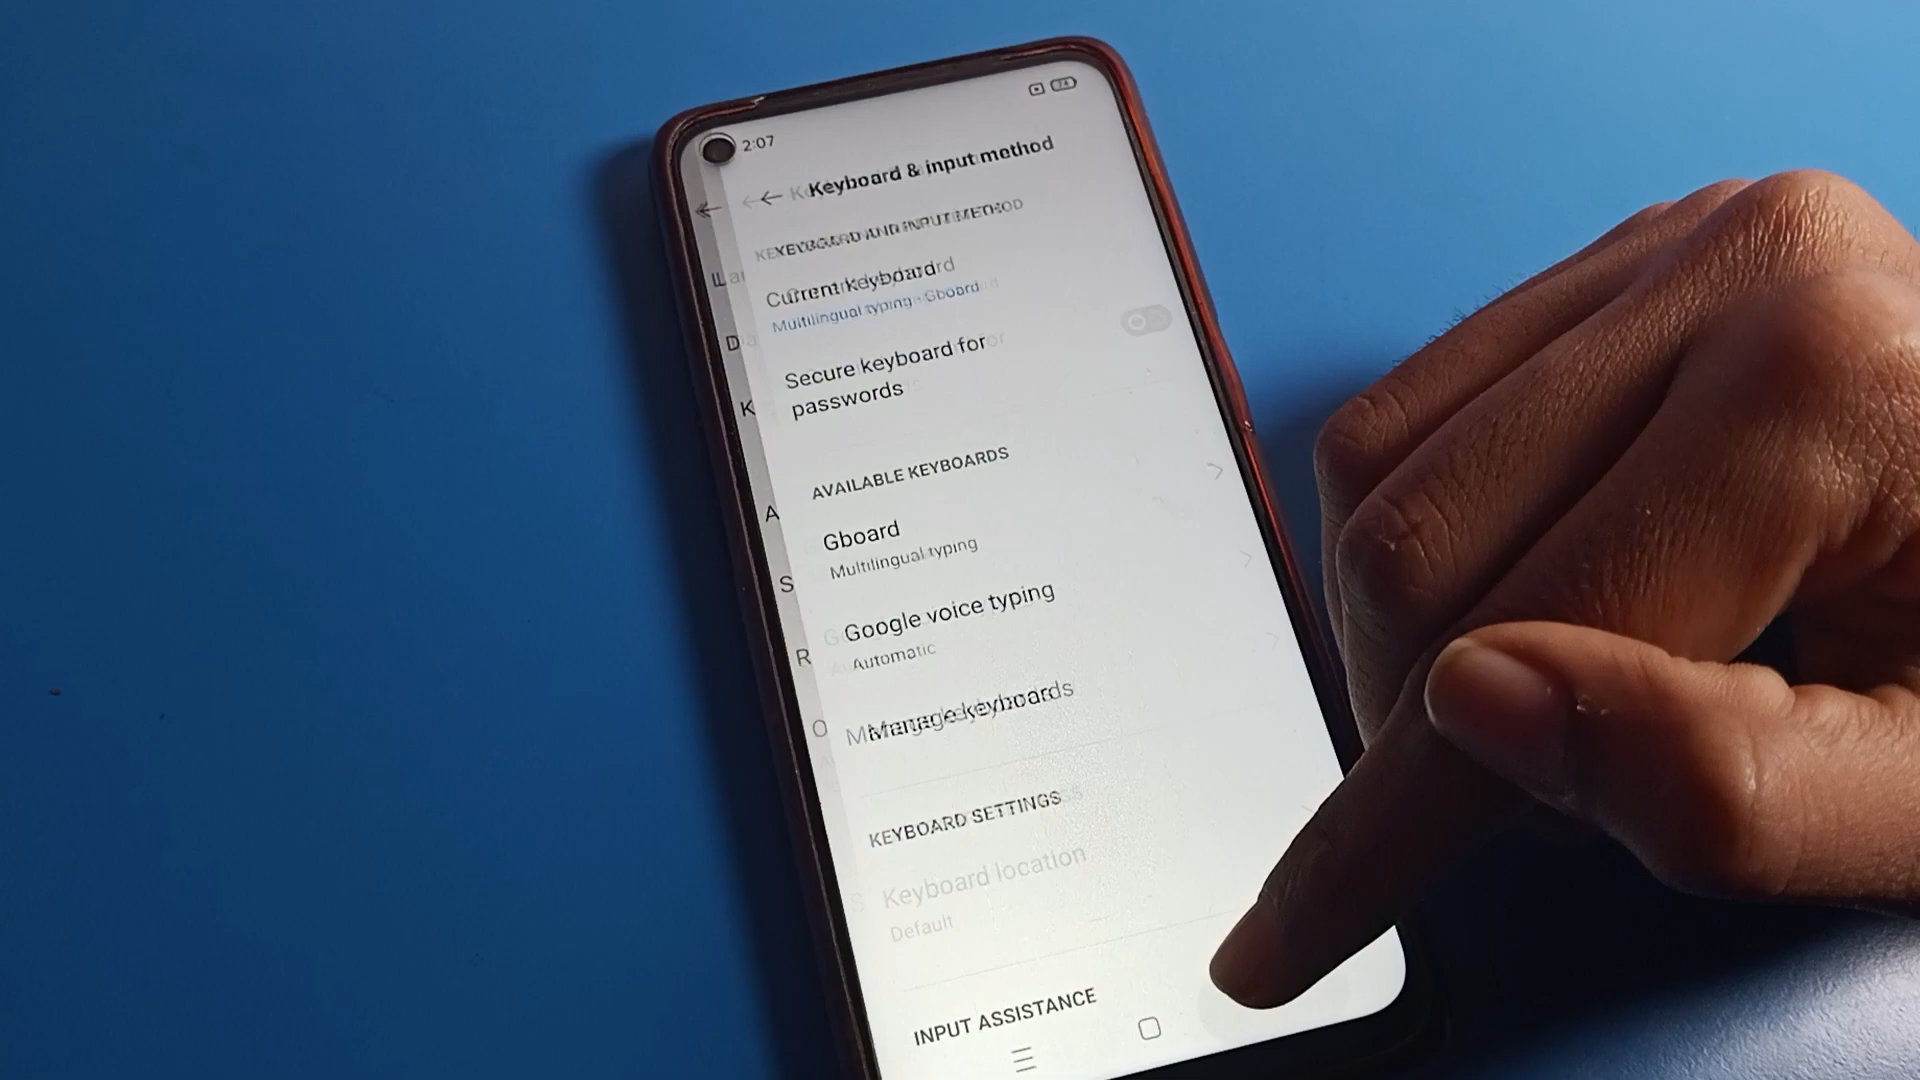 2:07
Keyboard & input method
KEYBOARD AND INPUT METHOD
Current keyboard
Multilingual typing - Gboard
Secure keyboard for
passwords
AVAILABLE KEYBOARDS
Gboard
Multilingual typing
Google voice typing
Automatic
Manage keyboards
KEYBOARD SETTINGS
Keyboard location
Default
INPUT ASSISTANCE
Lan
D
K
A
S
R
O